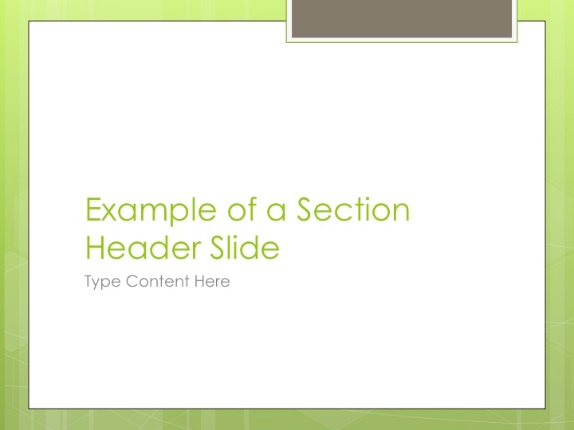 Example of a Section
Header Slide
Type Content Here